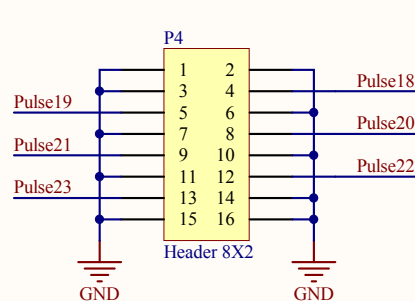 P4
1 2
3 4 Pulse18
Pulse19 5 6
7 8 Pulse20
Pulse21 9 10
11 12 Pulse22
Pulse23 13 14
15 16
Header 8X2
GND GND